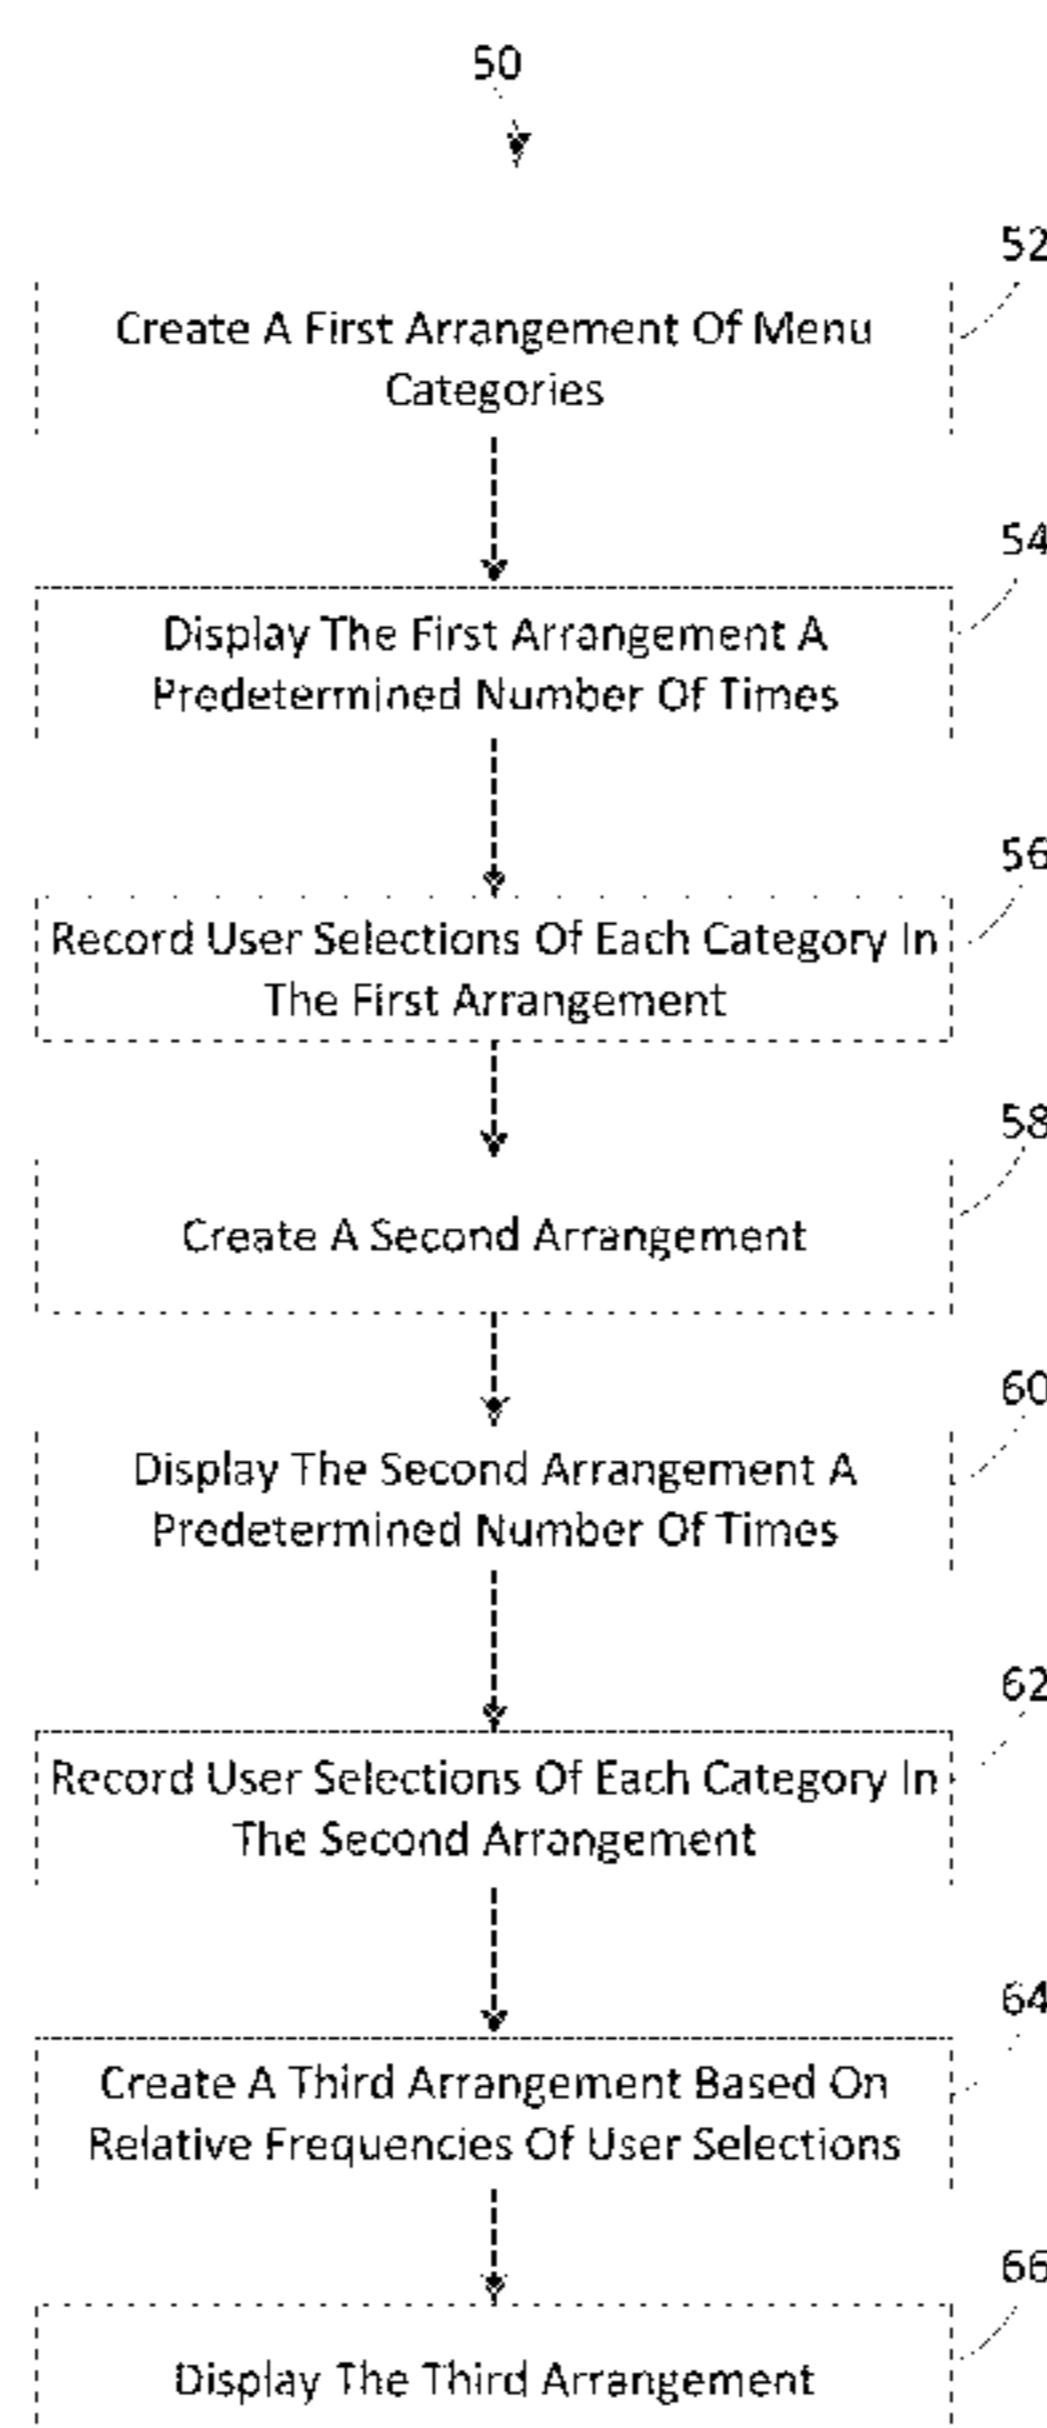 50
52
Create A First Arrangement Of Menu
Categories
54
Display The First Arrangement A
Predetermined Number Of Times
56
Record User Selections Of Each Category In
The First Arrangement
58
Create A Second Arrangement
60
Display The Second Arrangement A
Predetermined Number Of Times
62
Record User Selections Of Each Category In
The Second Arrangement
64
Create A Third Arrangement Based On
Relative Frequencies Of User Selections
66
Display The Third Arrangement